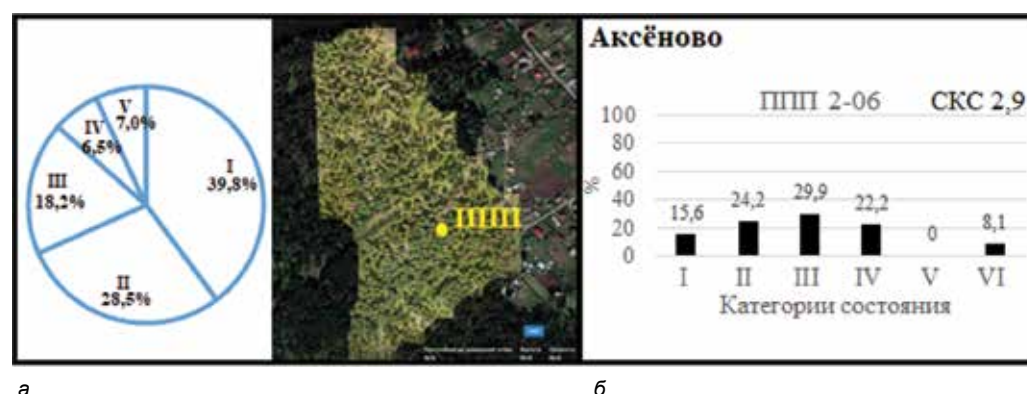 V
7,0%
IV
6,5%
III
18,2%
I
39,8%
II
28,5%
ППП
Аксёново
ППП 2-06 СКС 2,9
100
80
60
40
20
0
%
15,6
24,2
29,9
22,2
0
8,1
I II III IV V VI
Категории состояния
а
б